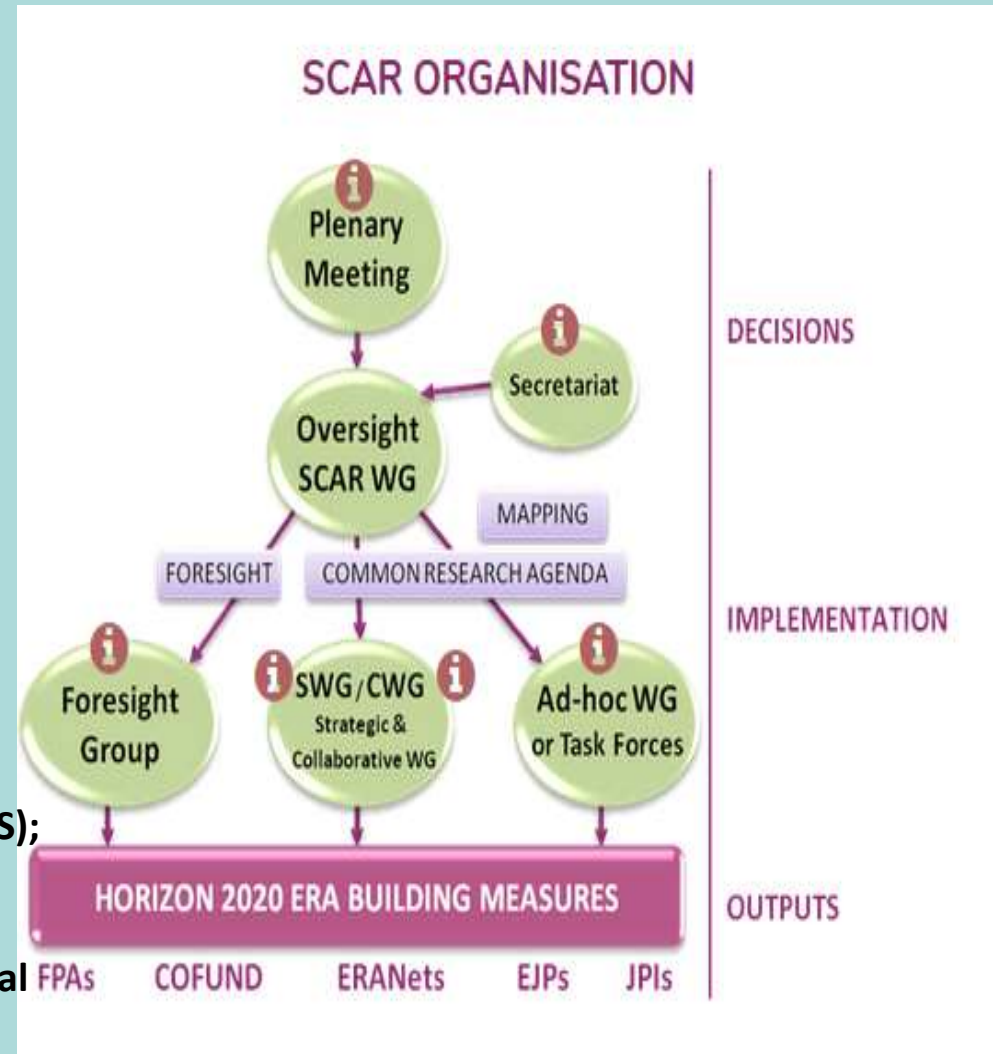 SCAR ORGANISATION
i
Plenary
Meeting
DECISIONS
i
Secretariat
Oversight
SCAR WG
MAPPING
FORESIGHT
COMMON RESEARCH AGENDA
IMPLEMENTATION
i
Foresight
Group
i
i
SWG/CWG
Strategic &
Collaborative WG
i
Ad-hoc WG
or Task Forces
S);
HORIZON 2020 ERA BUILDING MEASURES
OUTPUTS
al FPAs COFUND ERANets EJPs JPIs